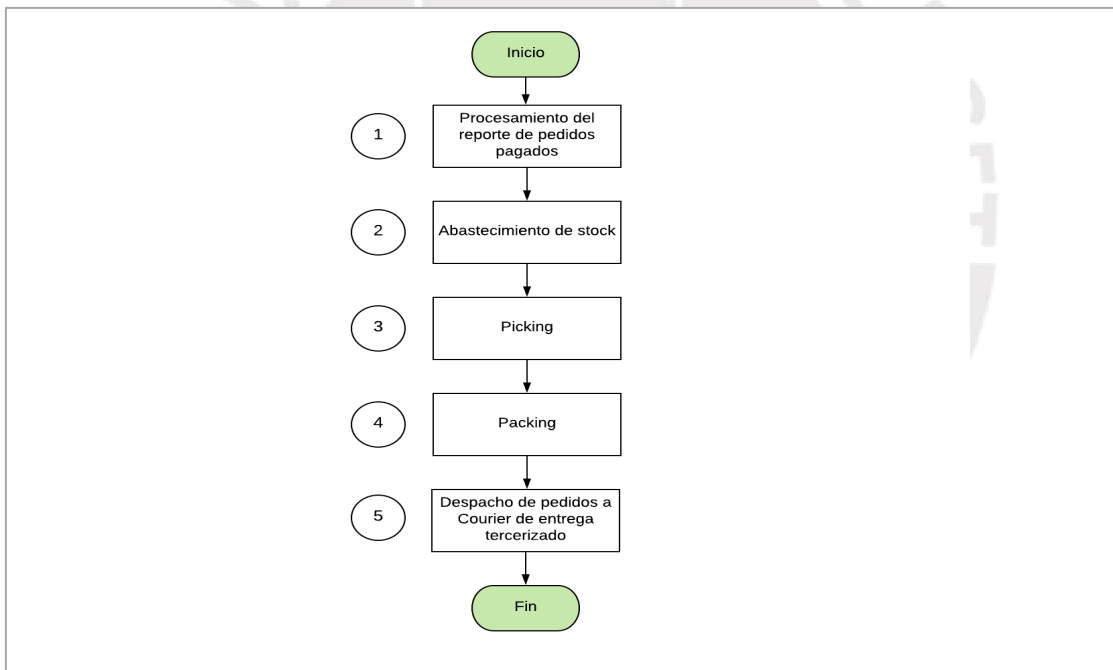 Inicio
1
Procesamiento del
reporte de pedidos
pagados
2
Abastecimiento de stock
3
Picking
4
Packing
5
Despacho de pedidos a
Courier de entrega
tercerizado
Fin